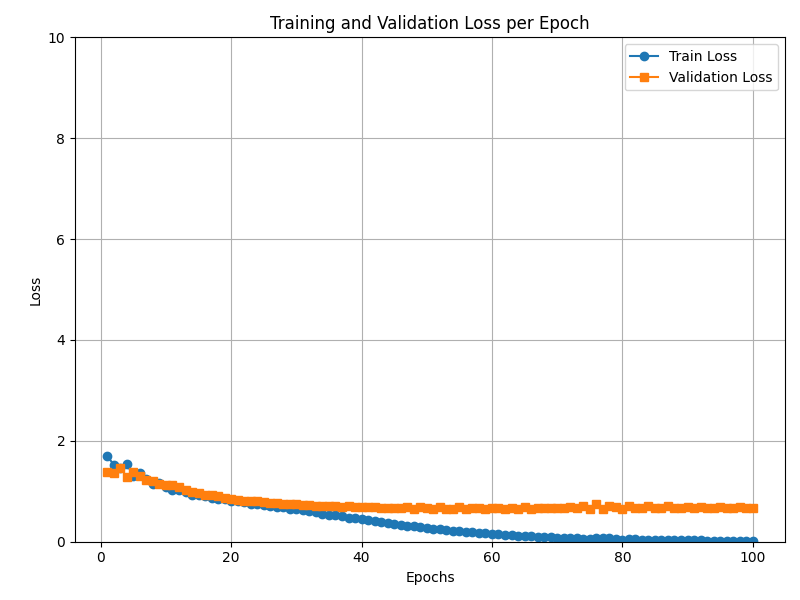 Training and Validation Loss per Epoch
Train Loss
Validation Loss
10
8
6
4
2
0
Loss
0 20 40 60 80 100
Epochs